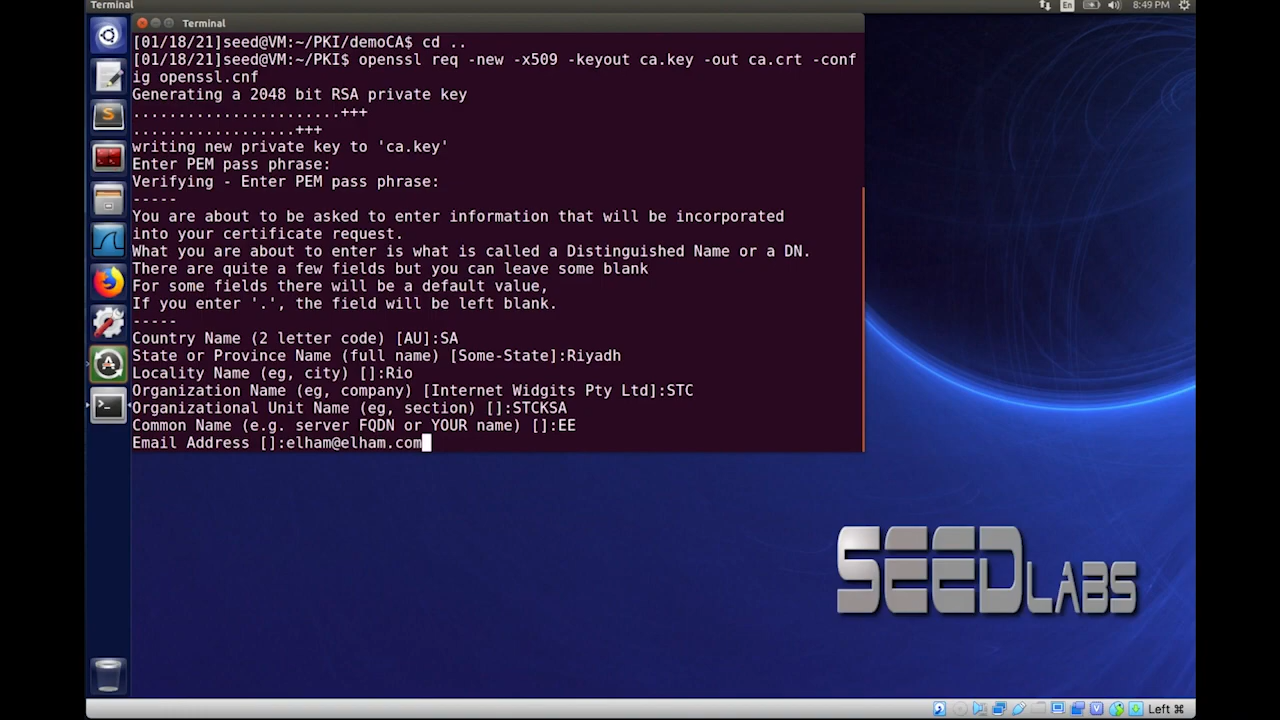 Terminal
En
8:49 PM
Terminal
[01/18/21]seed@VM:~/PKI/demoCA$ cd ..
[01/18/21]seed@VM:~/PKI$ openssl req -new -x509 -keyout ca.key -out ca.crt -conf
ig openssl.cnf
Generating a 2048 bit RSA private key
.......................+++
..................+++
writing new private key to 'ca.key'
Enter PEM pass phrase:
Verifying - Enter PEM pass phrase:
-----
You are about to be asked to enter information that will be incorporated
into your certificate request.
What you are about to enter is what is called a Distinguished Name or a DN.
There are quite a few fields but you can leave some blank
For some fields there will be a default value,
If you enter '.', the field will be left blank.
-----
Country Name (2 letter code) [AU]:SA
State or Province Name (full name) [Some-State]:Riyadh
Locality Name (eg, city) []:Rio
Organization Name (eg, company) [Internet Widgits Pty Ltd]:STC
Organizational Unit Name (eg, section) []:STCKSA
Common Name (e.g. server FQDN or YOUR name) []:EE
Email Address []:elham@elham.com
SEEDLABS
Left ⌘